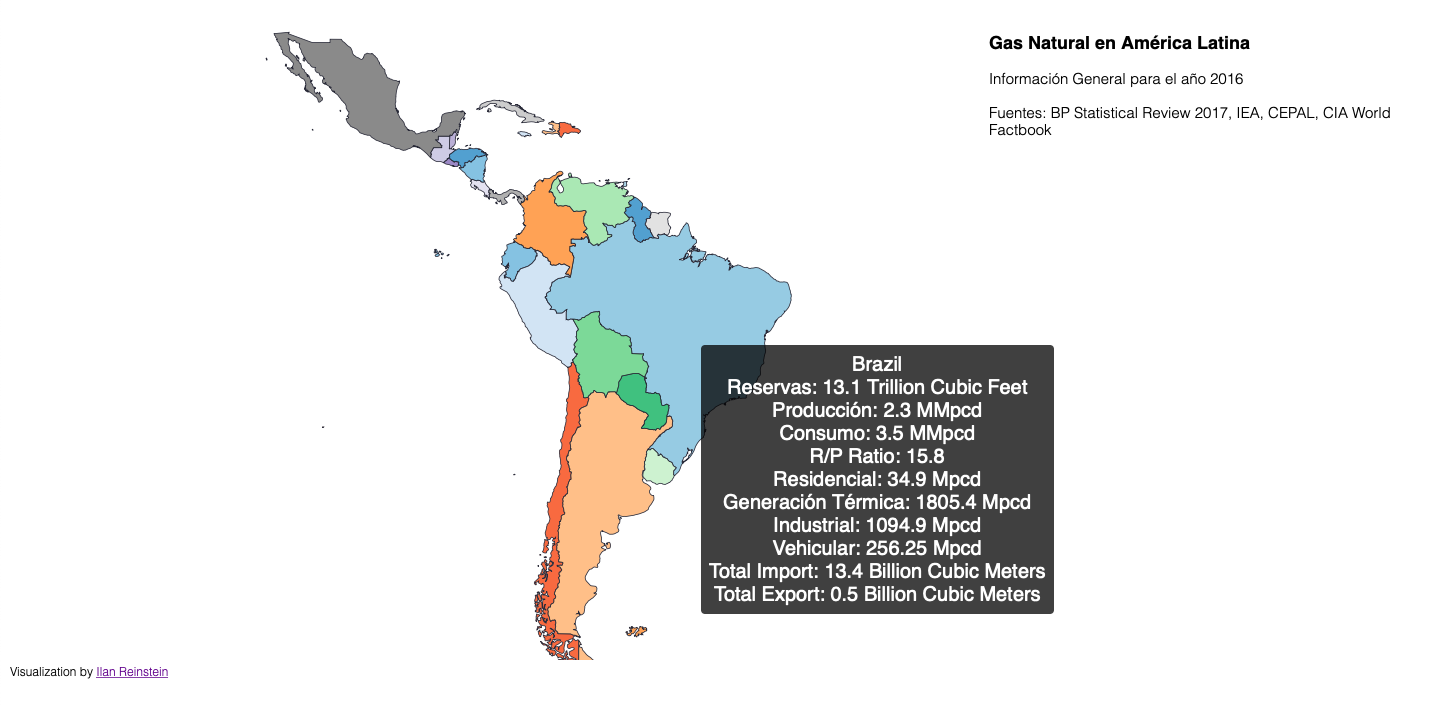 Gas Natural en América Latina
Información General para el año 2016
Fuentes: BP Statistical Review 2017, IEA, CEPAL, CIA World
Factbook
Brazil
Reservas: 13.1 Trillion Cubic Feet
Producción: 2.3 MMpcd
Consumo: 3.5 MMpcd
R/P Ratio: 15.8
Residencial: 34.9 Mpcd
Generación Térmica: 1805.4 Mpcd
Industrial: 1094.9 Mpcd
Vehicular: 256.25 Mpcd
Total Import: 13.4 Billion Cubic Meters
Total Export: 0.5 Billion Cubic Meters
Visualization by Ilan Reinstein